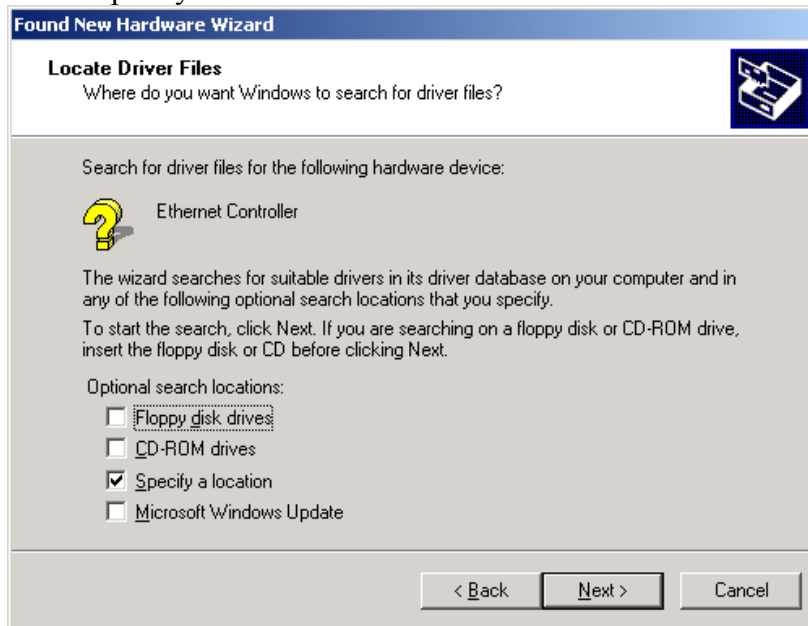 Found New Hardware Wizard
Locate Driver Files
Where do you want Windows to search for driver files?
Search for driver files for the following hardware device:
Ethernet Controller
The wizard searches for suitable drivers in its driver database on your computer and in
any of the following optional search locations that you specify.
To start the search, click Next. If you are searching on a floppy disk or CD-ROM drive,
insert the floppy disk or CD before clicking Next.
Optional search locations:
Floppy disk drives
CD-ROM drives
Specify a location
Microsoft Windows Update
< Back Next > Cancel